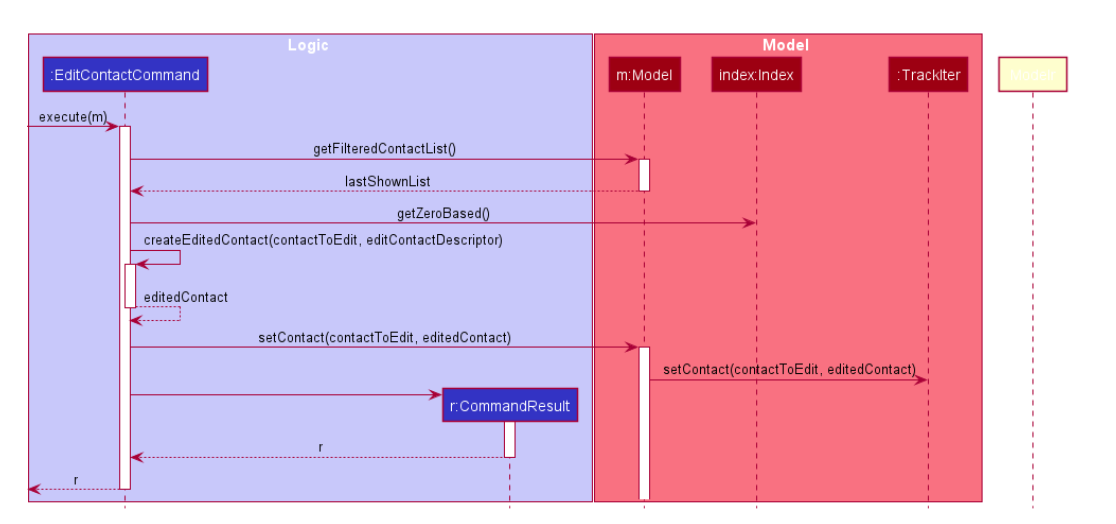 Logic
Model
:EditContactCommand
m:Model
index:Index
:TrackIter
Model
execute(m)
getFilteredContactList()
lastShownList
getZeroBased()
createEditedContact(contactToEdit, editContactDescriptor)
editedContact
setContact(contactToEdit, editedContact)
setContact(contactToEdit, editedContact)
r:CommandResult
r
r